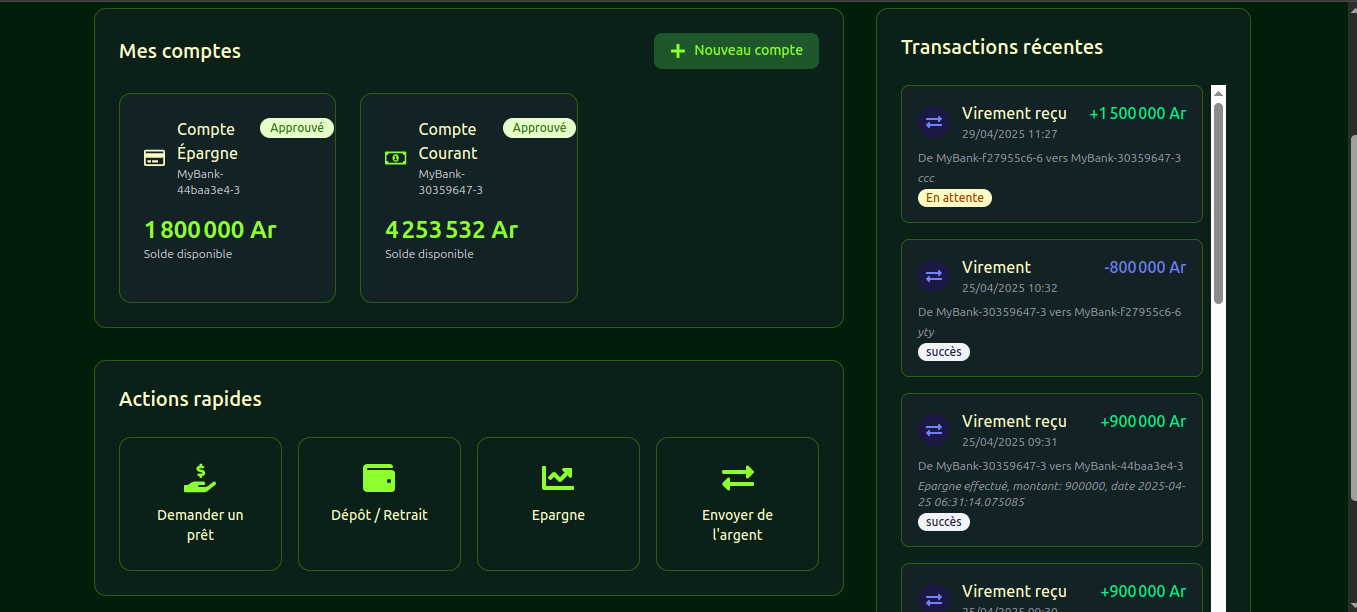 Mes comptes
Nouveau compte
Compte
Épargne
Approuvé
MyBank-
44baa3e4-3
1 800 000 Ar
Solde disponible
Compte
Courant
Approuvé
MyBank-
30359647-3
4 253 532 Ar
Solde disponible
Actions rapides
Demander un
prêt
Dépôt / Retrait
Epargne
Envoyer de
l'argent
Transactions récentes
Virement reçu
+1 500 000 Ar
29/04/2025 11:27
De MyBank-f27955c6-6 vers MyBank-30359647-3
ccc
En attente
Virement
-800 000 Ar
25/04/2025 10:32
De MyBank-30359647-3 vers MyBank-f27955c6-6
yty
succès
Virement reçu
+900 000 Ar
25/04/2025 09:31
De MyBank-30359647-3 vers MyBank-44baa3e4-3
Epargne effectué, montant: 900000, date 2025-04-
25 06:31:14.075085
succès
Virement reçu
+900 000 Ar
25/04/2025 09:30